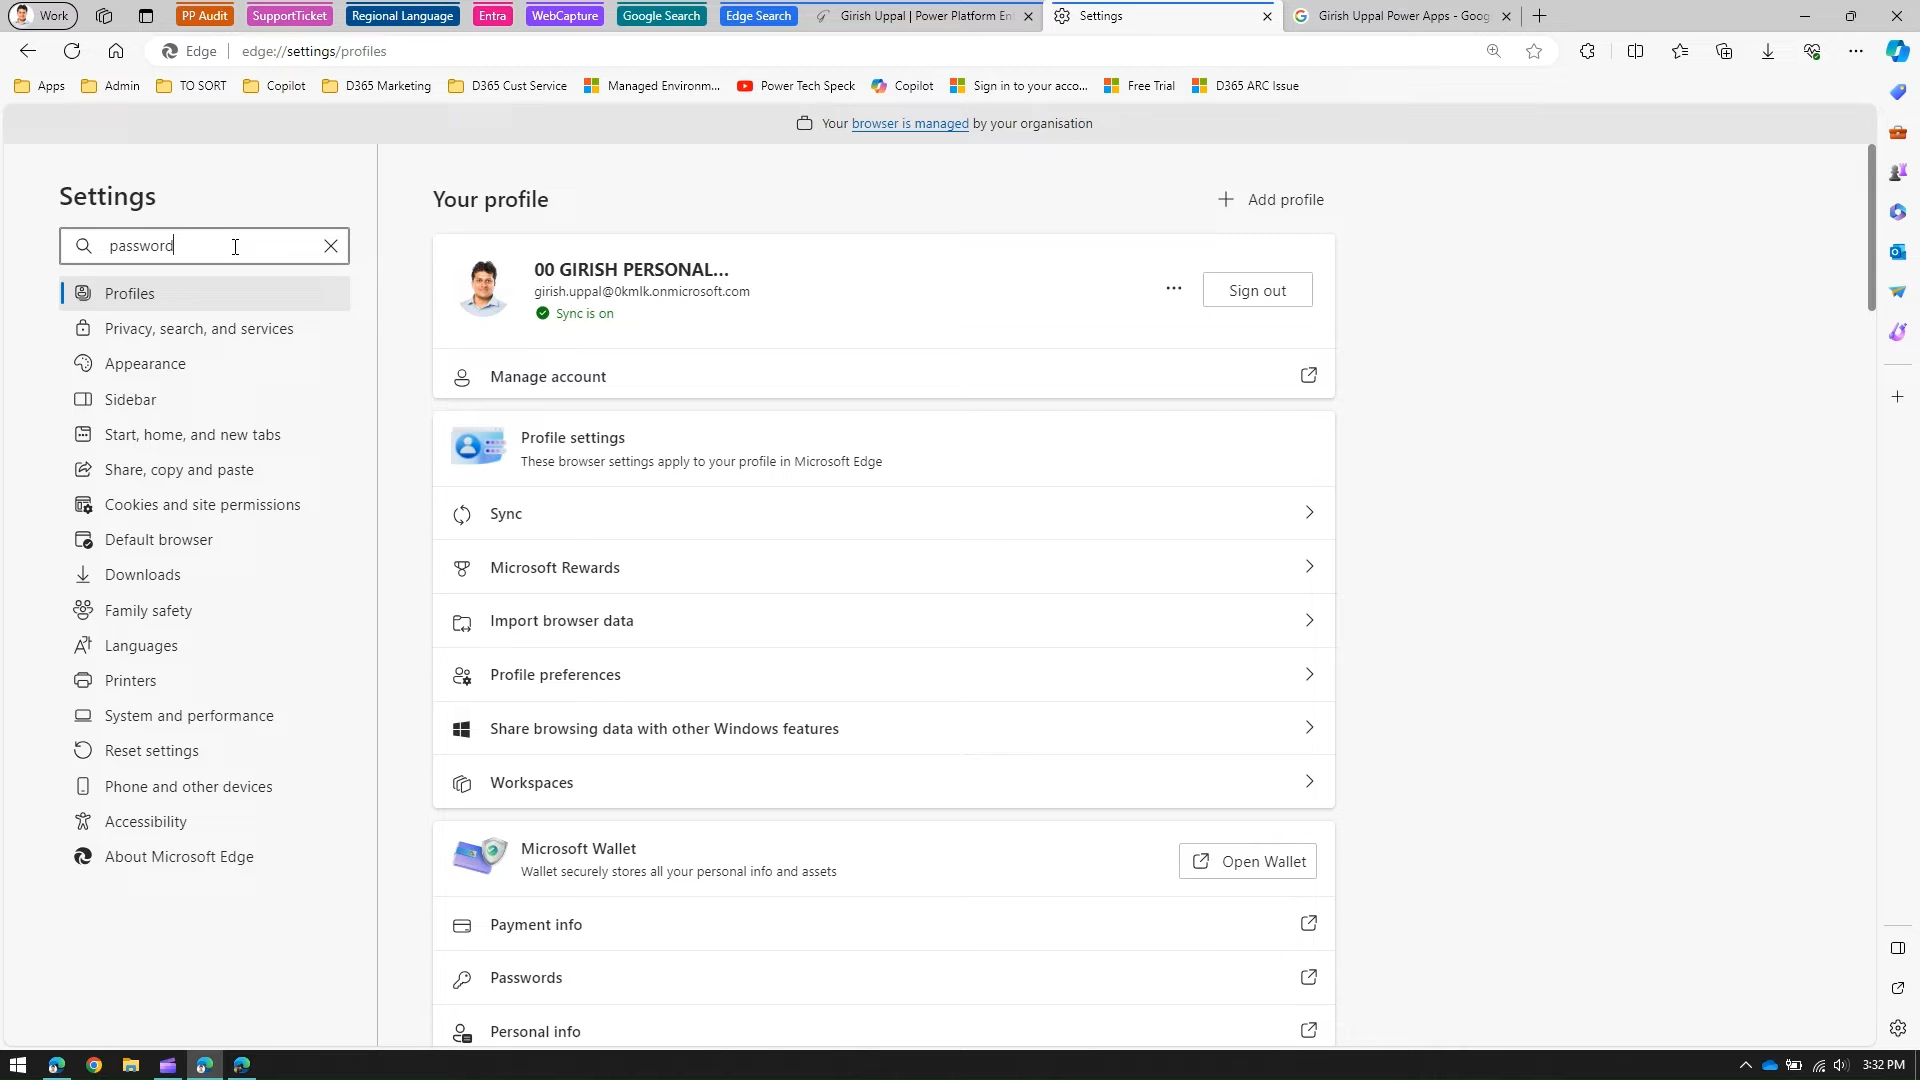 Work
PP Audit
SupportTicket
Regional Language
Entra
WebCapture
Google Search
Edge Search
Girish Uppal | Power Platform En
Settings
Girish Uppal Power Apps - Goog
Edge
edge://settings/profiles
Apps
Admin
TO SORT
Copilot
D365 Marketing
D365 Cust Service
Managed Environm...
Power Tech Speck
Copilot
Sign in to your acco...
Free Trial
D365 ARC Issue
Your browser is managed by your organisation
Settings
password
Profiles
Privacy, search, and services
Appearance
Sidebar
Start, home, and new tabs
Share, copy and paste
Cookies and site permissions
Default browser
Downloads
Family safety
Languages
Printers
System and performance
Reset settings
Phone and other devices
Accessibility
About Microsoft Edge
Your profile
Add profile
00 GIRISH PERSONAL...
girish.uppal@0kmlk.onmicrosoft.com
Sync is on
Sign out
Manage account
Profile settings
These browser settings apply to your profile in Microsoft Edge
Sync
Microsoft Rewards
Import browser data
Profile preferences
Share browsing data with other Windows features
Workspaces
Microsoft Wallet
Wallet securely stores all your personal info and assets
Open Wallet
Payment info
Passwords
Personal info
3:32 PM